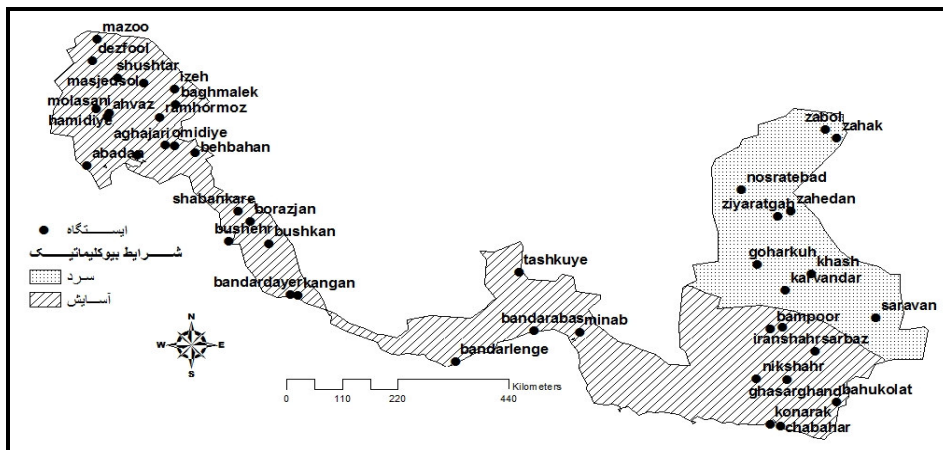 mazoo
dezfool
shushtar
masjedsol
Izeh
baghmalek
molasani
ahvaz
ramhormoz
hamidiye
aghajari
omidiye
behbahan
abadan
shabankare
borazjan
bushehr
bushkan
bandardayer
kangan
tashkuye
bandarabas
minab
bandarlenge
zabol
zahak
nosratebad
ziyaratgah
zahedan
goharkuh
khash
karvandar
saravan
bampoor
iranshahr
sarbaz
nikshahr
ghasarghand
bahukolat
konarak
chabahar
ایستگاه
شرایط بیوکلیماتیک
سرد
آسایش
N
W
E
S
Kilometers
0 110 220 440